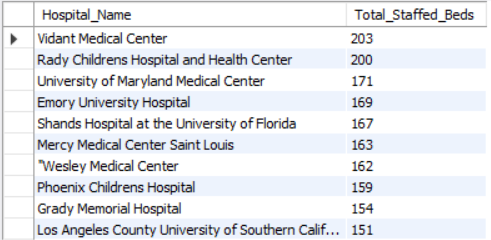 Hospital_Name Total_Staffed_Beds
Vidant Medical Center 203
Rady Childrens Hospital and Health Center 200
University of Maryland Medical Center 171
Emory University Hospital 169
Shands Hospital at the University of Florida 167
Mercy Medical Center Saint Louis 163
"Wesley Medical Center 162
Phoenix Childrens Hospital 159
Grady Memorial Hospital 154
Los Angeles County University of Southern Calif... 151